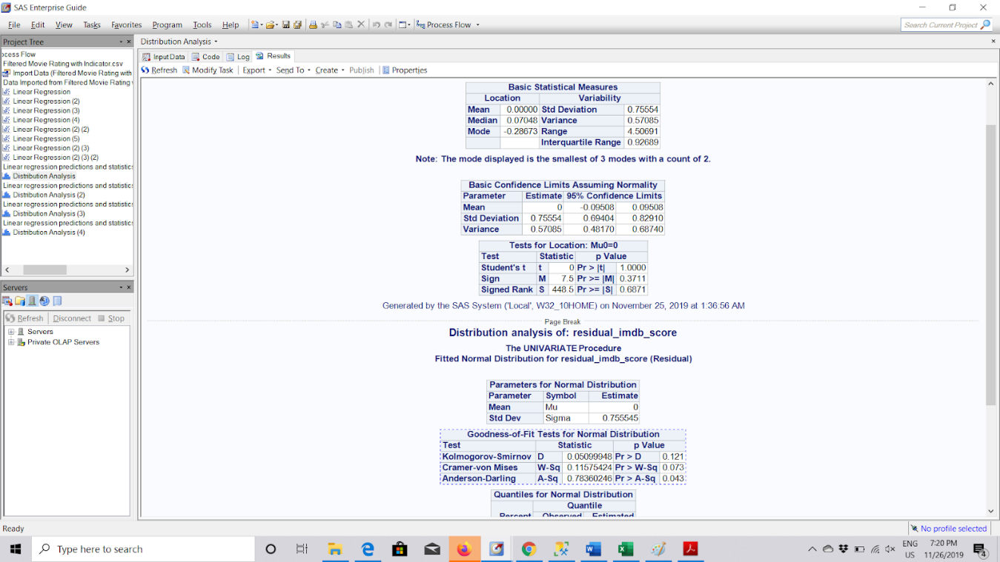 SAS Enterprise Guide
File Edit View Tasks Favorites Program Tools Help Process Flow Search Current Project
Project Tree
ocess Flow
Filtered Movie Rating with Indicator.csv
Import Data (Filtered Movie Rating with
Data Imported from Filtered Movie Rating
Linear Regression
Linear Regression (2)
Linear Regression (3)
Linear Regression (4)
Linear Regression (2) (2)
Linear Regression (5)
Linear Regression (2) (3)
Linear Regression (2) (3) (2)
Linear regression predictions and statistics
Distribution Analysis
Linear regression predictions and statistics
Distribution Analysis (2)
Linear regression predictions and statistics
Distribution Analysis (3)
Linear regression predictions and statistics
Distribution Analysis (4)
Servers
Refresh Disconnect Stop
Servers
Private OLAP Servers
Distribution Analysis
Input Data Code Log Results
Refresh Modify Task Export Send To Create Publish Properties
Basic Statistical Measures
Location Variability
Mean 0.00000 Std Deviation 0.75554
Median 0.07048 Variance 0.57085
Mode -0.28673 Range 4.50691
Interquartile Range 0.92689
Note: The mode displayed is the smallest of 3 modes with a count of 2.
Basic Confidence Limits Assuming Normality
Parameter Estimate 95% Confidence Limits
Mean 0 -0.09508 0.09508
Std Deviation 0.75554 0.69404 0.82910
Variance 0.57085 0.48170 0.68740
Tests for Location: Mu0=0
Test Statistic p Value
Student's t t 0 Pr > |t| 1.0000
Sign M 7.5 Pr >= |M| 0.3711
Signed Rank S 448.5 Pr >= |S| 0.6871
Generated by the SAS System ('Local', W32_10HOME) on November 25, 2019 at 1:36:56 AM
Page Break
Distribution analysis of: residual_imdb_score
The UNIVARIATE Procedure
Fitted Normal Distribution for residual_imdb_score (Residual)
Parameters for Normal Distribution
Parameter Symbol Estimate
Mean Mu 0
Std Dev Sigma 0.755545
Goodness-of-Fit Tests for Normal Distribution
Test Statistic p Value
Kolmogorov-Smirnov D 0.05099948 Pr > D 0.121
Cramer-von Mises W-Sq 0.11575424 Pr > W-Sq 0.073
Anderson-Darling A-Sq 0.78360246 Pr > A-Sq 0.043
Quantiles for Normal Distribution
Quantile
Percent Observed Estimated
Ready
No profile selected
Type here to search
ENG 7:20 PM
US 11/26/2019
4